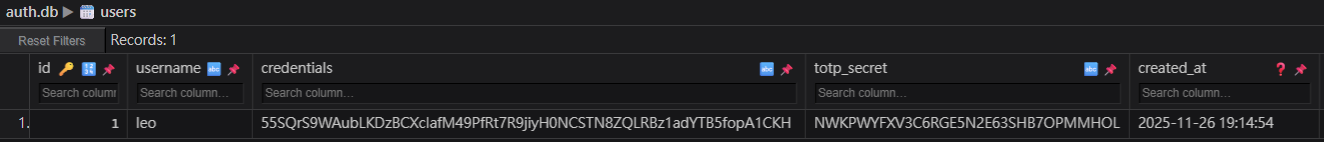 auth.db ▶ users
Reset Filters Records: 1
id username credentials totp_secret created_at
Search column Search column... Search column... Search column... Search column...
1. 1 leo 55SQrS9WAubLKDzBCXclafM49PfRt7R9jiyH0NCSTN8ZQLRBz1adYTB5fopA1CKH NWKPWYFXV3C6RGE5N2E63SHB7OPMMHOL 2025-11-26 19:14:54